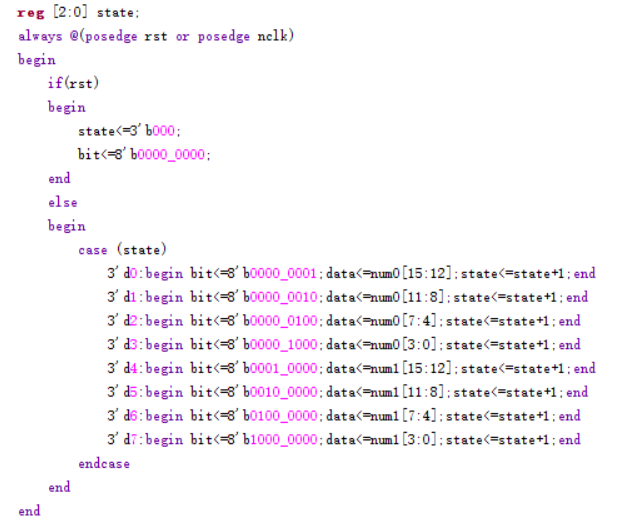 reg [2:0] state;
always @(posedge rst or posedge nclk)
begin
    if(rst)
    begin
        state<=3'b000;
        bit<=8'b0000_0000;
    end
    else
    begin
        case (state)
            3'd0:begin bit<=8'b0000_0001;data<=num0[15:12];state<=state+1;end
            3'd1:begin bit<=8'b0000_0010;data<=num0[11:8];state<=state+1;end
            3'd2:begin bit<=8'b0000_0100;data<=num0[7:4];state<=state+1;end
            3'd3:begin bit<=8'b0000_1000;data<=num0[3:0];state<=state+1;end
            3'd4:begin bit<=8'b0001_0000;data<=num1[15:12];state<=state+1;end
            3'd5:begin bit<=8'b0010_0000;data<=num1[11:8];state<=state+1;end
            3'd6:begin bit<=8'b0100_0000;data<=num1[7:4];state<=state+1;end
            3'd7:begin bit<=8'b1000_0000;data<=num1[3:0];state<=state+1;end
        endcase
    end
end